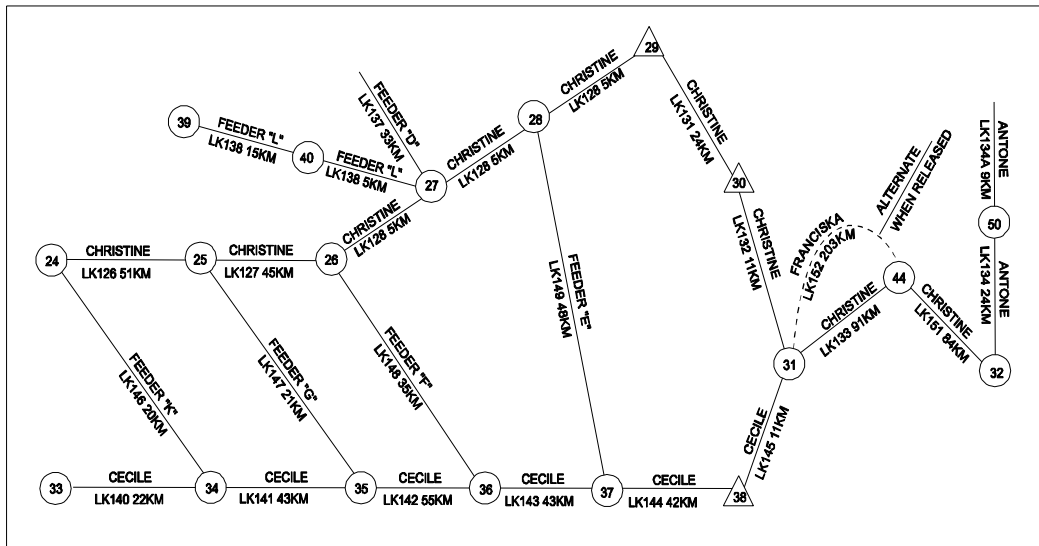 29
CHRISTINE
LK128 5KM
CHRISTINE
LK131 24KM
FEEDER "D"
LK137 33KM
28
39
FEEDER "L"
LK138 15KM
40
FEEDER "L"
LK138 5KM
27
CHRISTINE
LK128 5KM
30
ALTERNATE
WHEN RELEASED
ANTONE
LK134A 9KM
50
CHRISTINE
LK128 5KM
24
CHRISTINE
LK126 51KM
25
CHRISTINE
LK127 45KM
26
FEEDER "E"
LK149 48KM
CHRISTINE
LK132 11KM
FRANCISKA
LK152 203KM
44
ANTONE
LK134 24KM
CHRISTINE
LK133 91KM
CHRISTINE
LK151 84KM
31
32
FEEDER "K"
LK146 20KM
FEEDER "G"
LK147 21KM
FEEDER "F"
LK148 35KM
CECILE
LK145 11KM
33
CECILE
LK140 22KM
34
CECILE
LK141 43KM
35
CECILE
LK142 55KM
36
CECILE
LK143 43KM
37
CECILE
LK144 42KM
38